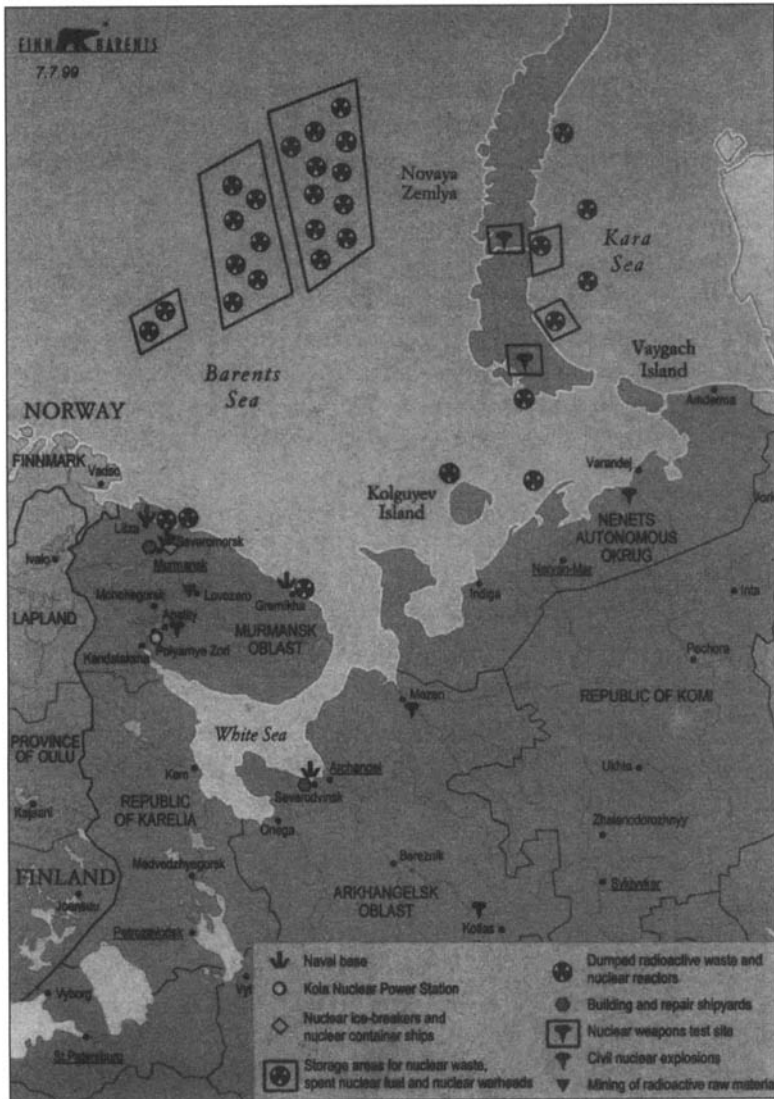 FINN BARENTS
7.7.99
Novaya
Zemlya
Kara
Sea
Barents
Sea
Vaygach
Island
Amderma
NORWAY
FINNMARK
Vadsø
Varandej
Kolguyev
Island
NENETS
AUTONOMOUS
OKRUG
Severomorsk
Murmansk
Naryan-Mar
Ivalo
Monchegorsk
Lovozero
Gremikha
Indiga
Inta
LAPLAND
Apatity
MURMANSK
OBLAST
Polyarnye Zori
Kandalaksha
Pechora
Mezen
REPUBLIC OF KOMI
White Sea
PROVINCE
OF OULU
Kem
Archangel
Severodvinsk
Ukhta
Kajaani
REPUBLIC
OF KARELIA
Onega
Zheleznodorozhnyy
Medvezhyegorsk
Bereznik
FINLAND
Joensuu
ARKHANGELSK
OBLAST
Syktyvkar
Petrozavodsk
Kotlas
Vyborg
St.Petersburg
Naval base
Kola Nuclear Power Station
Nuclear ice-breakers and
nuclear container ships
Storage areas for nuclear waste,
spent nuclear fuel and nuclear warheads
Dumped radioactive waste and
nuclear reactors
Building and repair shipyards
Nuclear weapons test site
Civil nuclear explosions
Mining of radioactive raw material